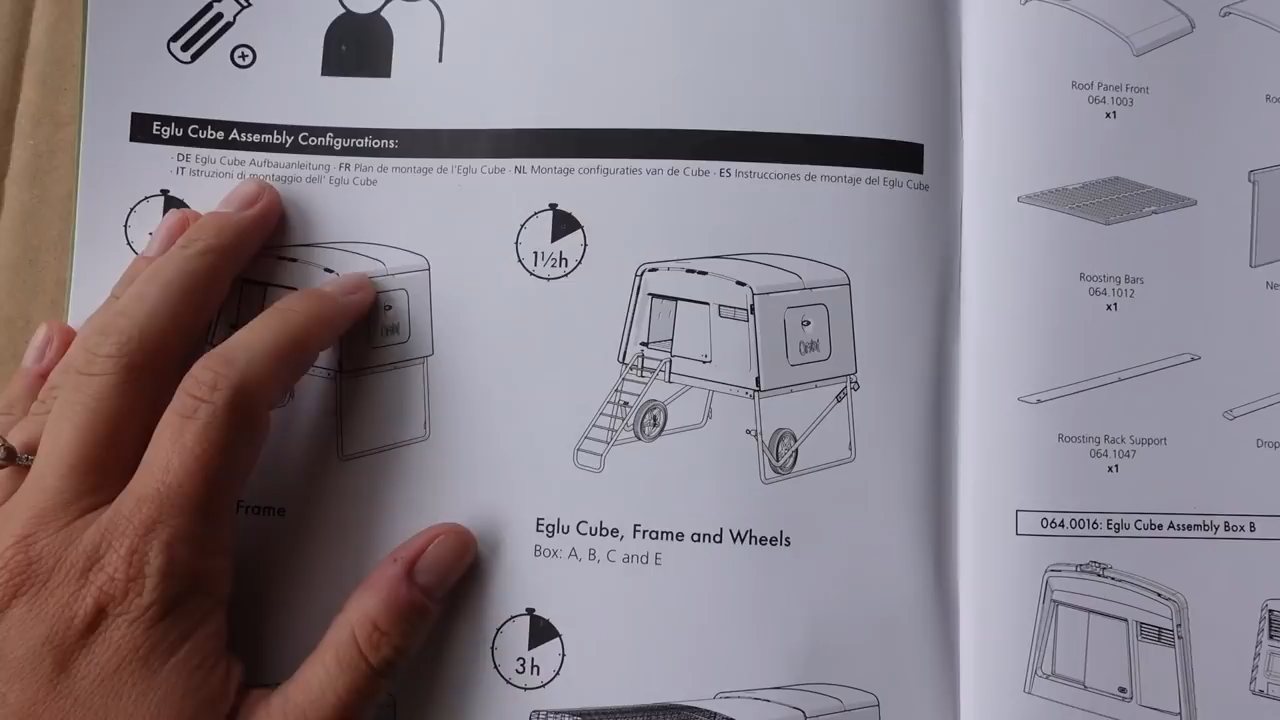 Eglu Cube Assembly Configurations:
· DE Eglu Cube Aufbauanleitung · FR Plan de montage de l'Eglu Cube · NL Montage configuraties van de Cube · ES Instrucciones de montaje del Eglu Cube
· IT Istruzioni di montaggio dell' Eglu Cube
1½h
Frame
Eglu Cube, Frame and Wheels
Box: A, B, C and E
3h
Roof Panel Front
064.1003
x1
Roosting Bars
064.1012
x1
Roosting Rack Support
064.1047
x1
064.0016: Eglu Cube Assembly Box B